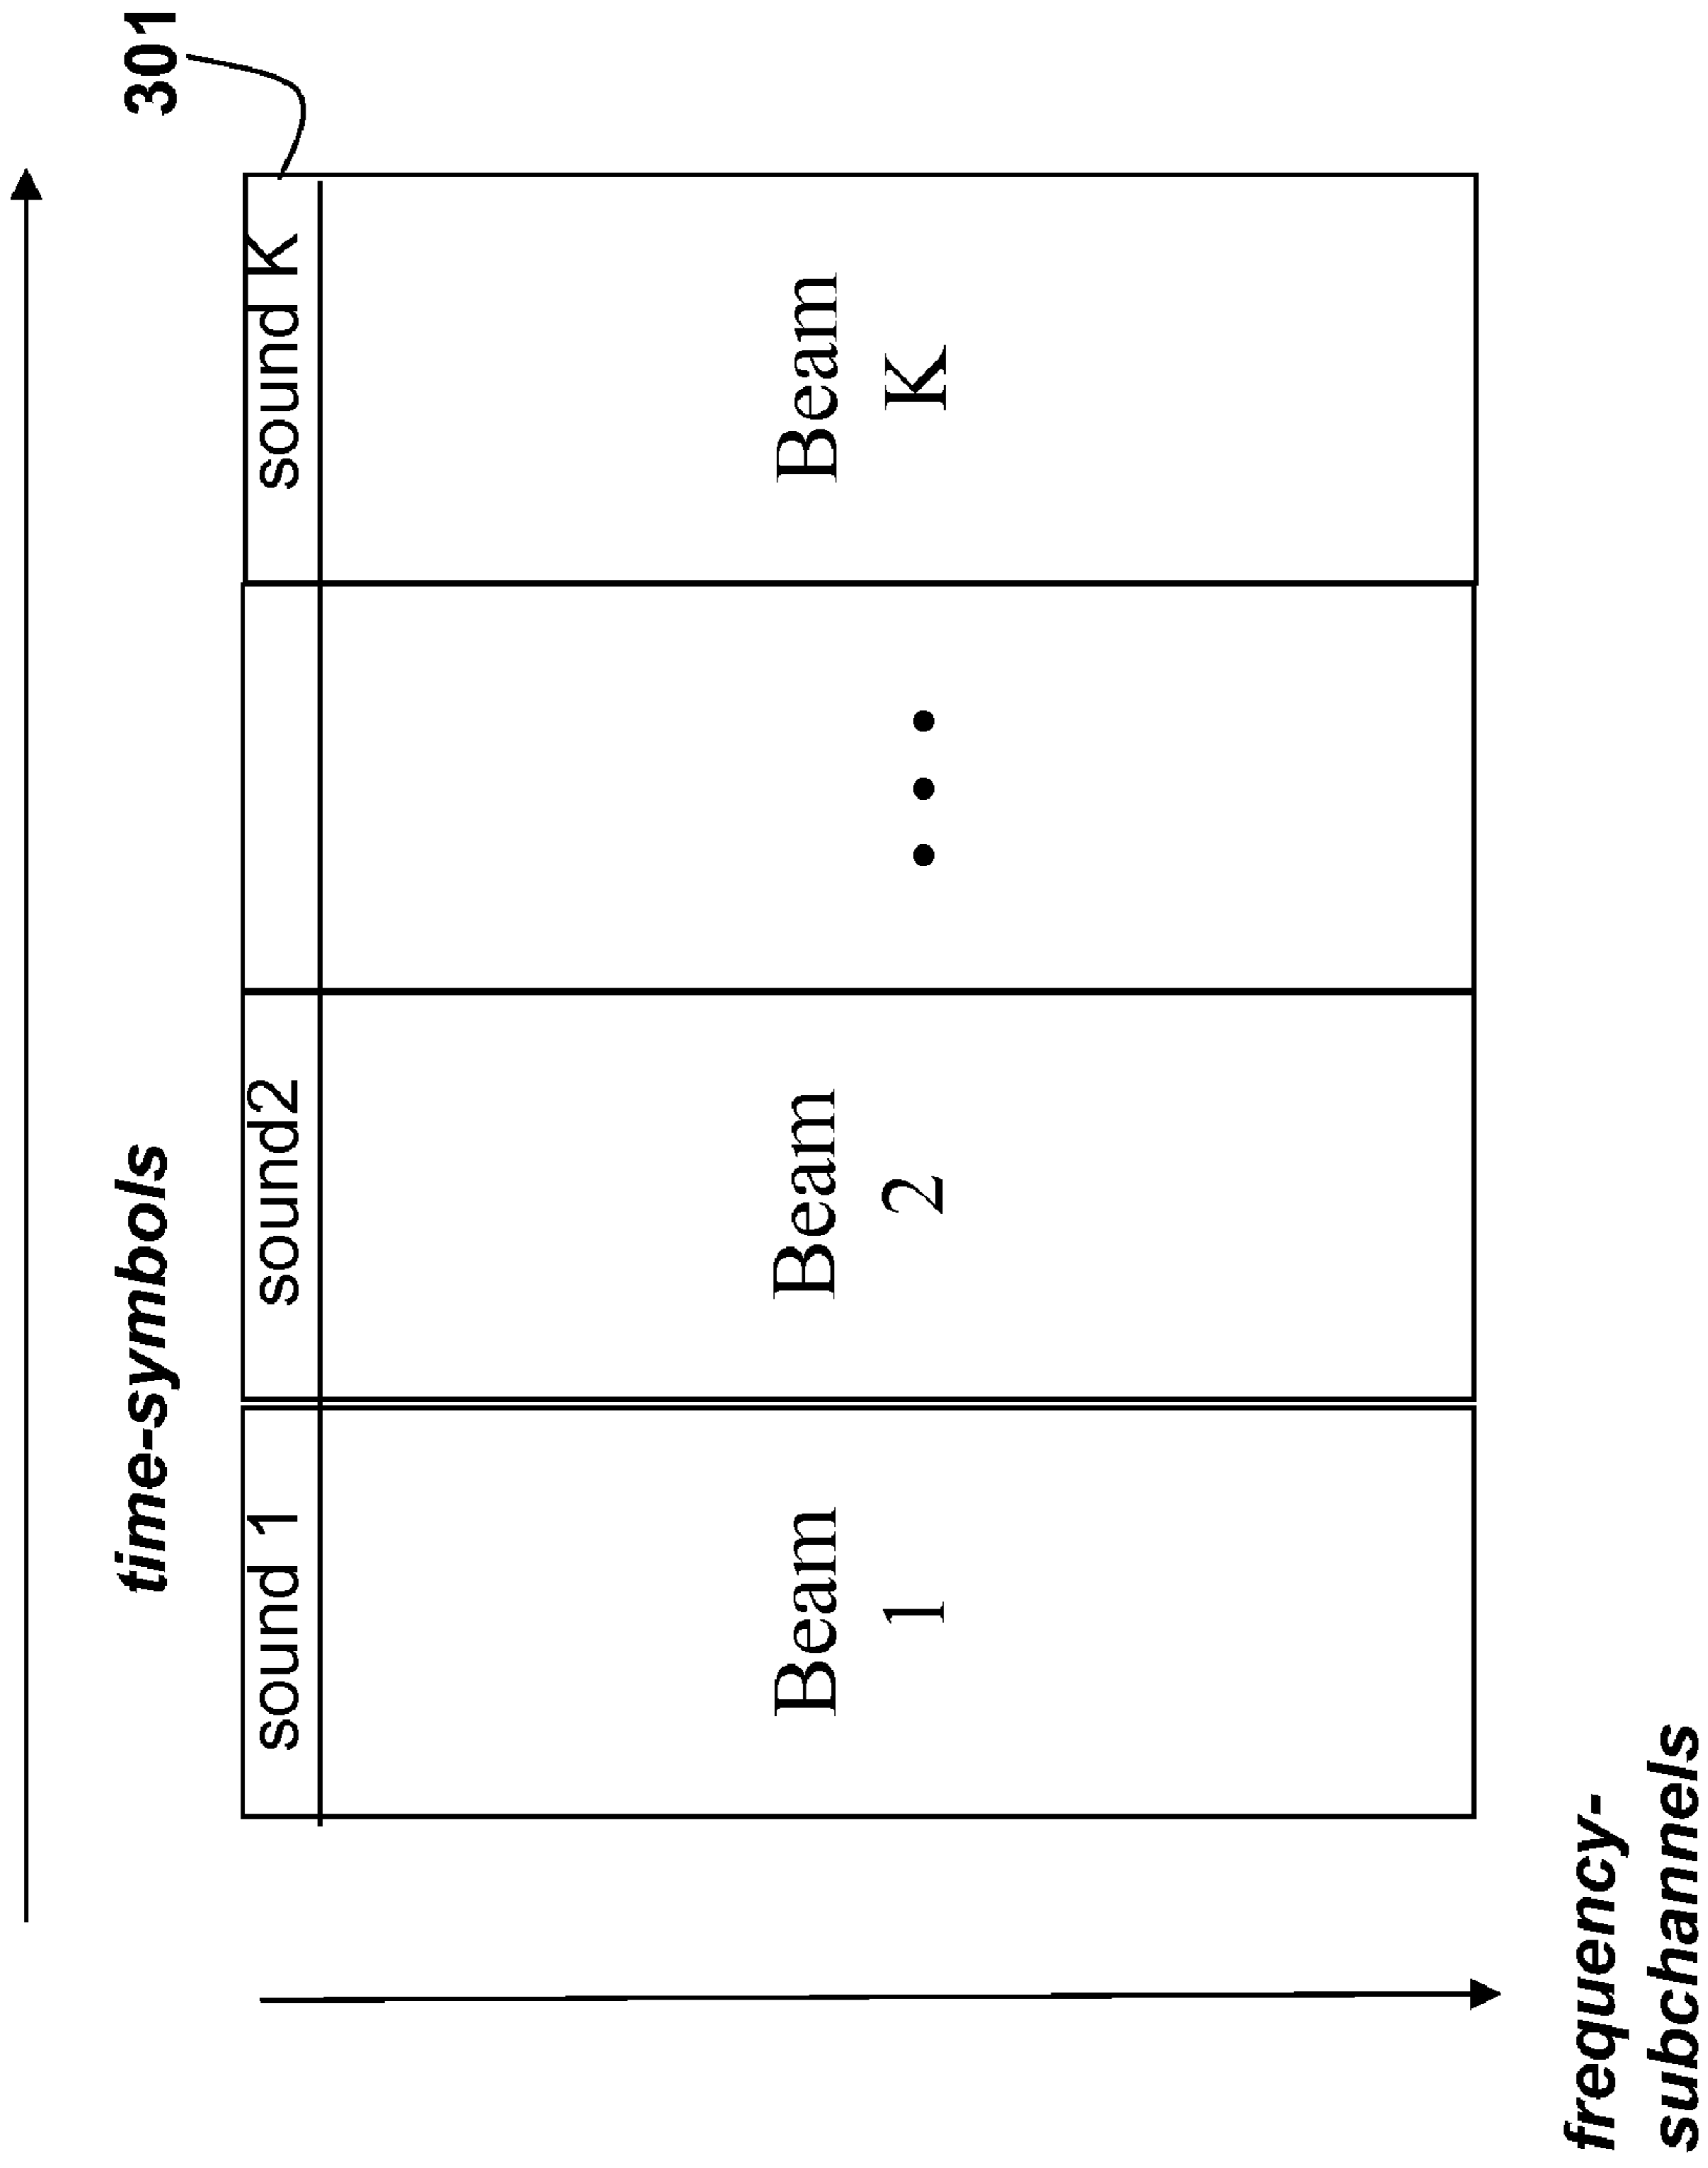 301
time-symbols
sound 1
sound2
sound K
Beam
1
Beam
2
• • •
Beam
K
frequency-
subchannels